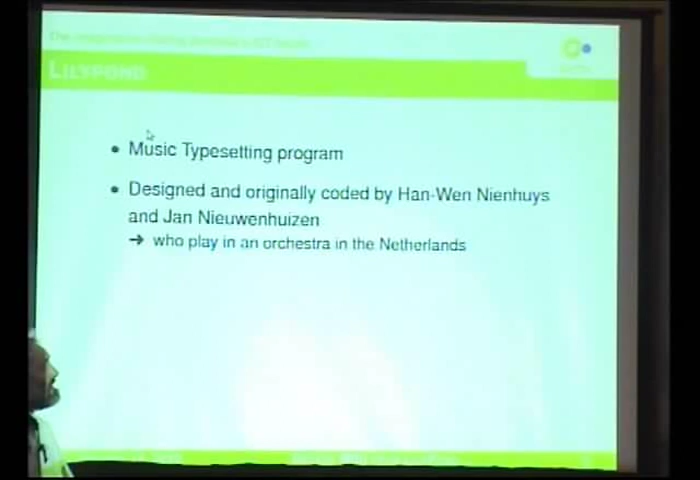 LILYPOND
• Music Typesetting program
• Designed and originally coded by Han-Wen Nienhuys
and Jan Nieuwenhuizen
➔ who play in an orchestra in the Netherlands